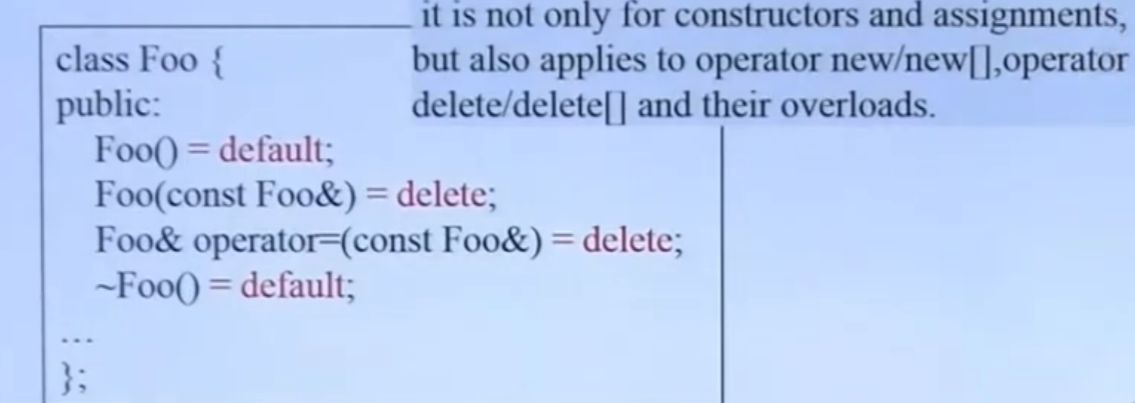 it is not only for constructors and assignments,
but also applies to operator new/new[],operator
delete/delete[] and their overloads.
class Foo {
public:
Foo() = default;
Foo(const Foo&) = delete;
Foo& operator=(const Foo&) = delete;
~Foo() = default;
...
};